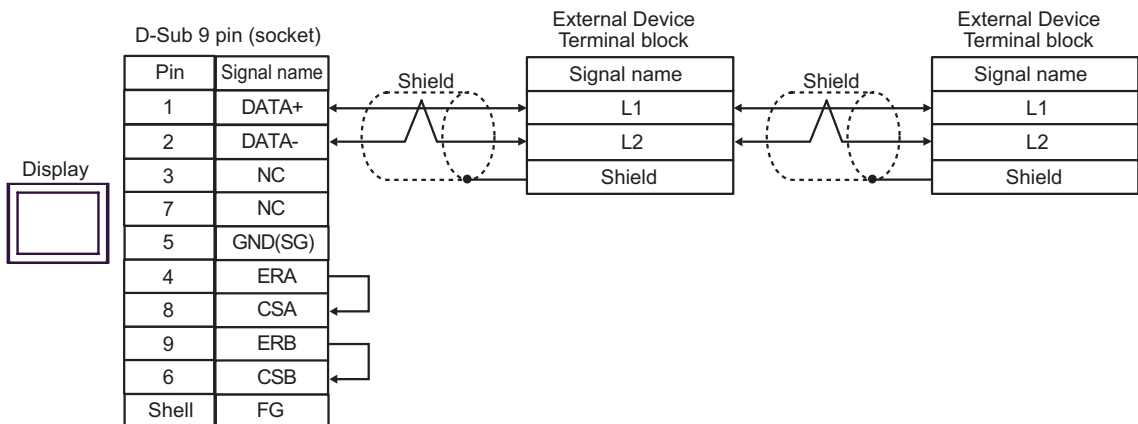 D-Sub 9 pin (socket)
External Device
Terminal block
External Device
Terminal block
Pin Signal name Shield Signal name Shield Signal name
1 DATA+ L1 L1
2 DATA- L2 L2
Display 3 NC Shield Shield
7 NC
5 GND(SG)
4 ERA
8 CSA
9 ERB
6 CSB
Shell FG